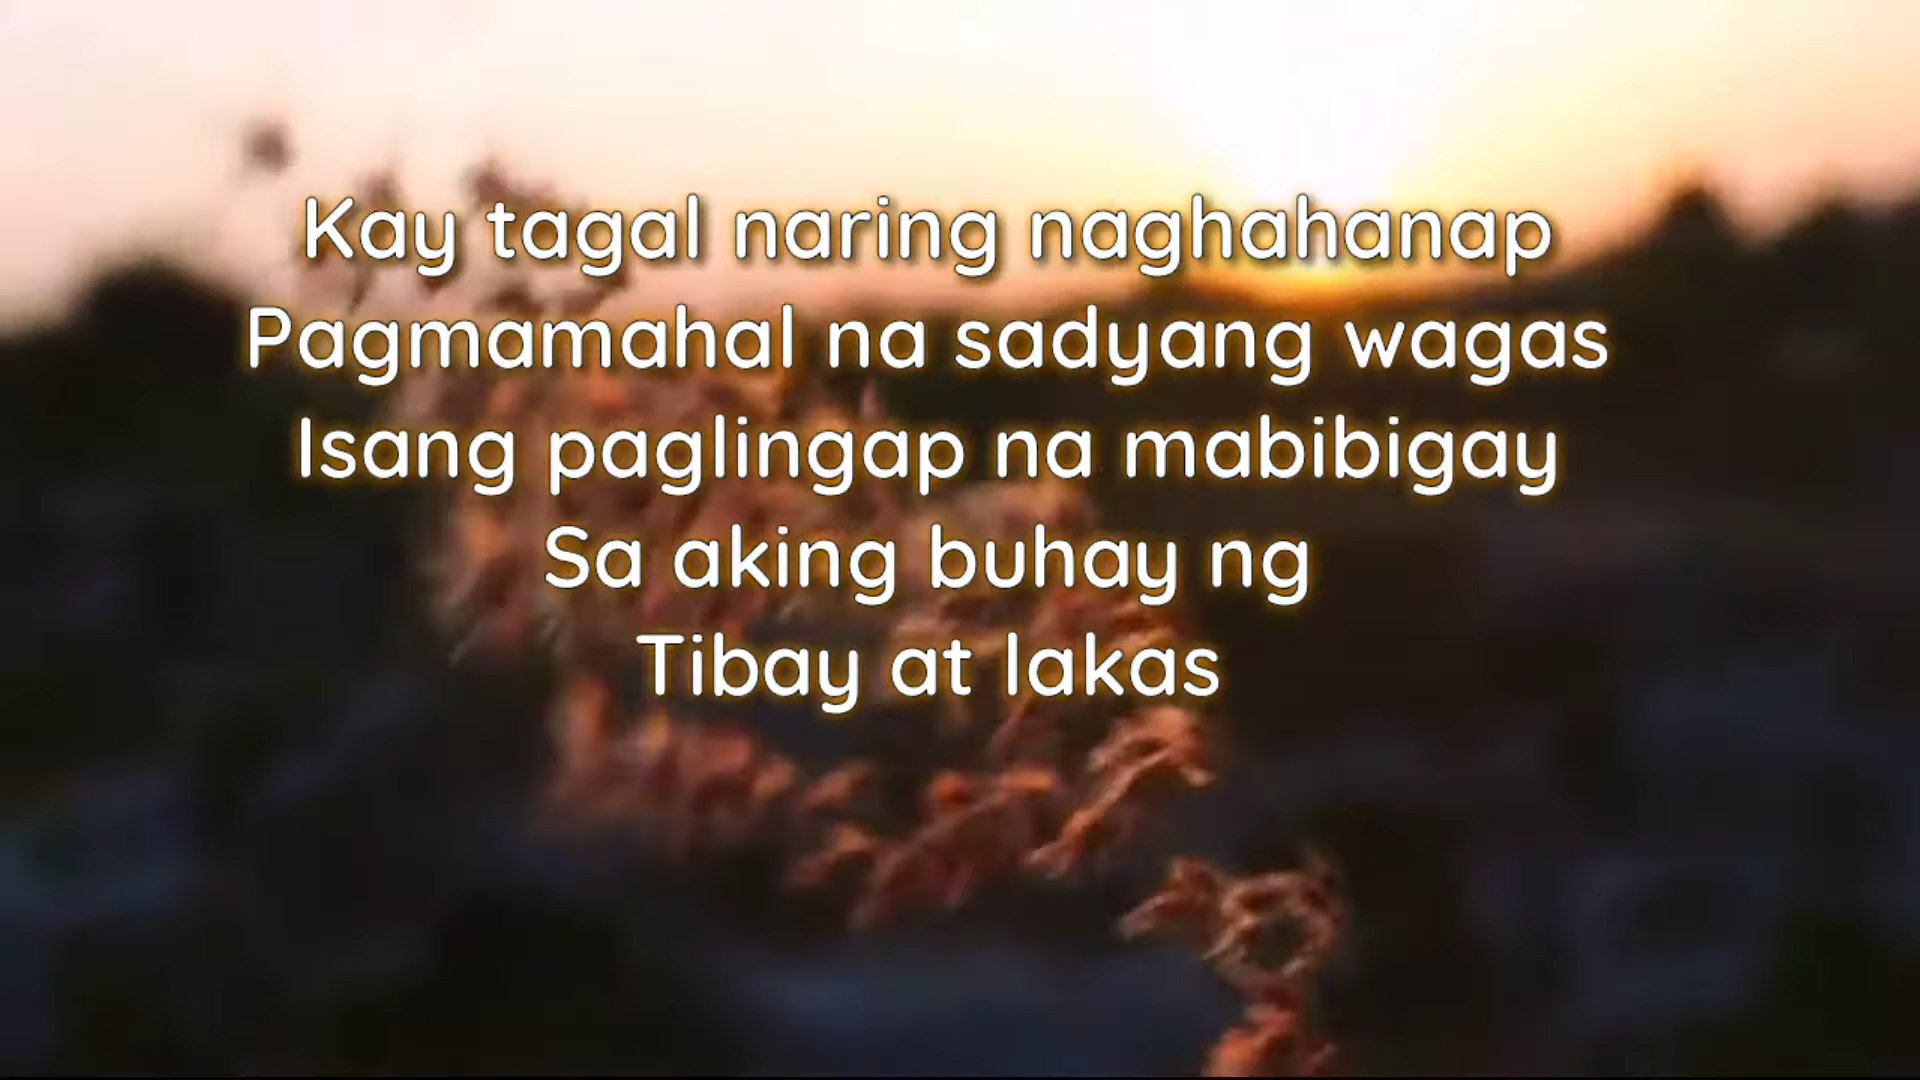 Kay tagal naring naghahanap
Pagmamahal na sadyang wagas
Isang paglingap na mabibigay
Sa aking buhay ng
Tibay at lakas